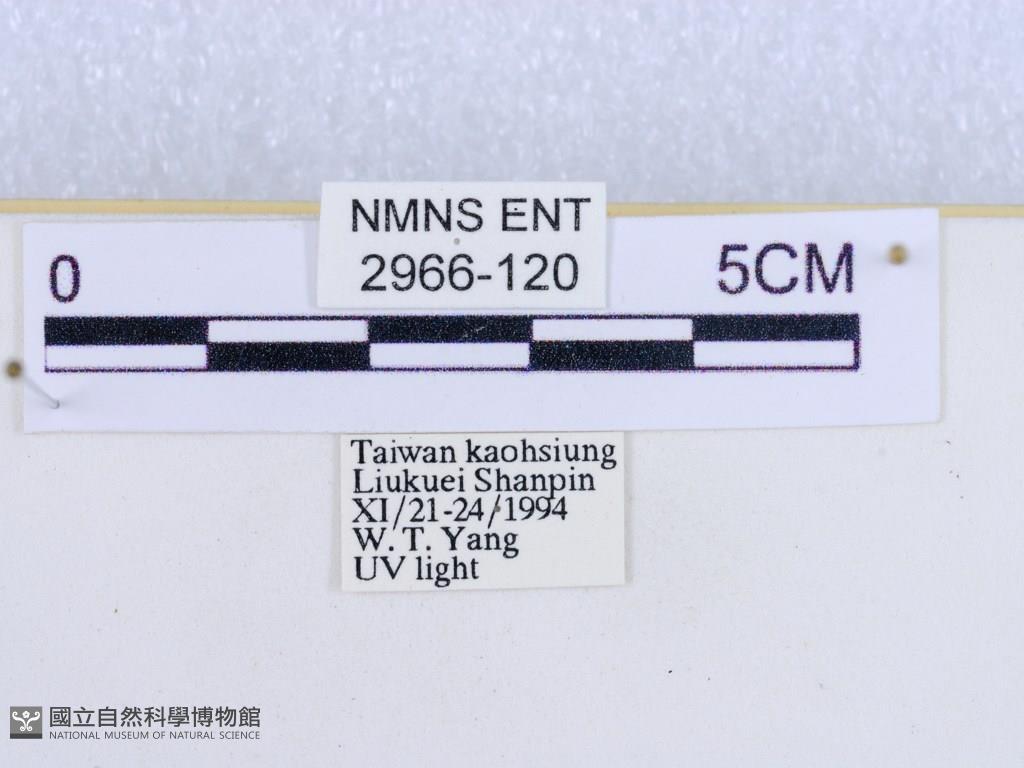 NMNS ENT
2966-120
0 5CM
Taiwan kaohsiung
Liukuei Shanpin
XI/21-24/1994
W. T. Yang
UV light
國立自然科學博物館
NATIONAL MUSEUM OF NATURAL SCIENCE